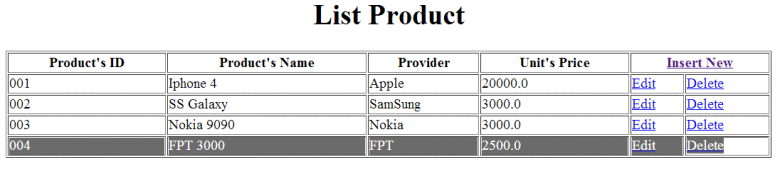 List Product
Product's ID Product's Name Provider Unit's Price Insert New
001 Iphone 4 Apple 20000.0 Edit Delete
002 SS Galaxy SamSung 3000.0 Edit Delete
003 Nokia 9090 Nokia 3000.0 Edit Delete
004 FPT 3000 FPT 2500.0 Edit Delete